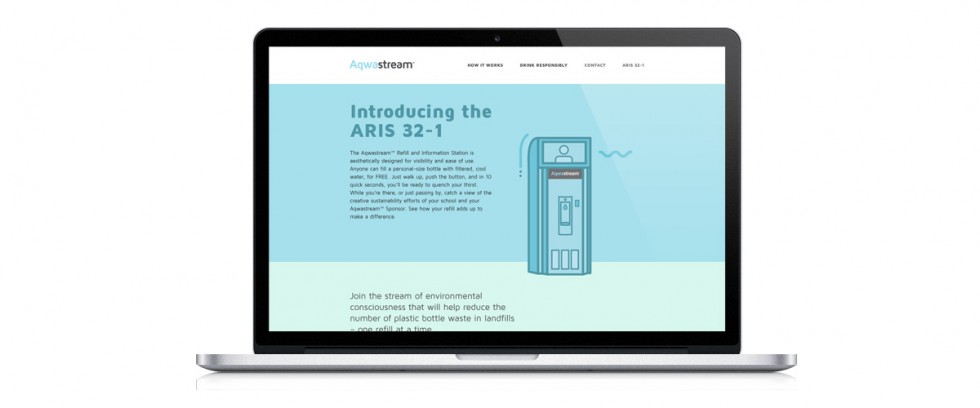 Aqwastream™
HOW IT WORKS DRINK RESPONSIBLY CONTACT ARIS 32-1
Introducing the
ARIS 32-1
The Aqwastream™ Refill and Information Station is
aesthetically designed for visibility and ease of use.
Anyone can fill a personal-size bottle with filtered, cool
water, for FREE. Just walk up, push the button, and in 10
quick seconds, you'll be ready to quench your thirst.
While you're there, or just passing by, catch a view of the
creative sustainability efforts of your school and your
Aqwastream™ Sponsor. See how your refill adds up to
make a difference.
Aqwastream
Join the stream of environmental
consciousness that will help reduce the
number of plastic bottle waste in landfills
– one refill at a time.